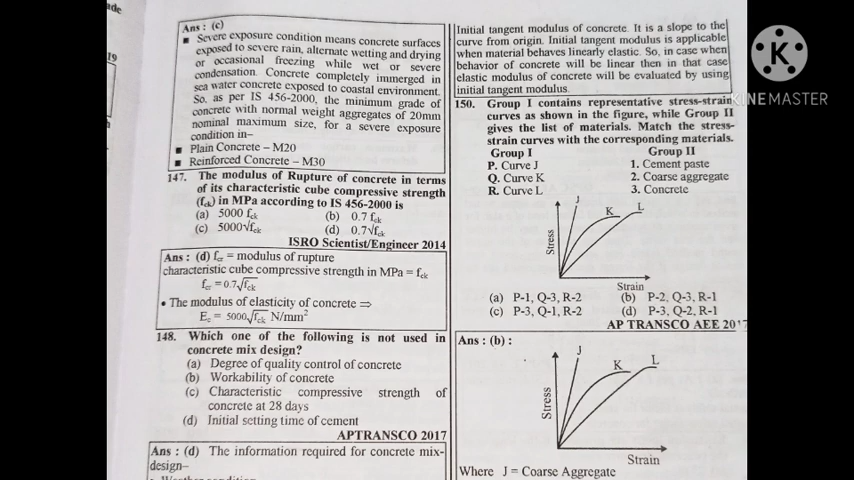 ade
19
Ans : (c)
▪ Severe exposure condition means concrete surfaces
exposed to severe rain, alternate wetting and drying
or occasional freezing while wet or severe
condensation. Concrete completely immerged in
sea water concrete exposed to coastal environment.
So, as per IS 456-2000, the minimum grade of
concrete with normal weight aggregates of 20mm
nominal maximum size, for a severe exposure
condition in–
▪ Plain Concrete – M20
▪ Reinforced Concrete – M30
147. The modulus of Rupture of concrete in terms
of its characteristic cube compressive strength
(fck) in MPa according to IS 456-2000 is
(a) 5000 fck (b) 0.7 fck
(c) 5000√fck (d) 0.7√fck
ISRO Scientist/Engineer 2014
Ans : (d) fcr = modulus of rupture
characteristic cube compressive strength in MPa = fck
fcr = 0.7√fck
• The modulus of elasticity of concrete ⇒
Ec = 5000√fck N/mm²
148. Which one of the following is not used in
concrete mix design?
(a) Degree of quality control of concrete
(b) Workability of concrete
(c) Characteristic compressive strength of
concrete at 28 days
(d) Initial setting time of cement
APTRANSCO 2017
Ans : (d) The information required for concrete mix-
design–
Initial tangent modulus of concrete. It is a slope to the
curve from origin. Initial tangent modulus is applicable
when material behaves linearly elastic. So, in case when
behavior of concrete will be linear then in that case
elastic modulus of concrete will be evaluated by using
initial tangent modulus.
150. Group I contains representative stress-strain
curves as shown in the figure, while Group II
gives the list of materials. Match the stress-
strain curves with the corresponding materials.
Group I Group II
P. Curve J 1. Cement paste
Q. Curve K 2. Coarse aggregate
R. Curve L 3. Concrete
J
K
L
Stress
Strain
(a) P-1, Q-3, R-2 (b) P-2, Q-3, R-1
(c) P-3, Q-1, R-2 (d) P-3, Q-2, R-1
AP TRANSCO AEE 2017
Ans : (b) :
J
K
L
Stress
Strain
Where J = Coarse Aggregate
KINEMASTER